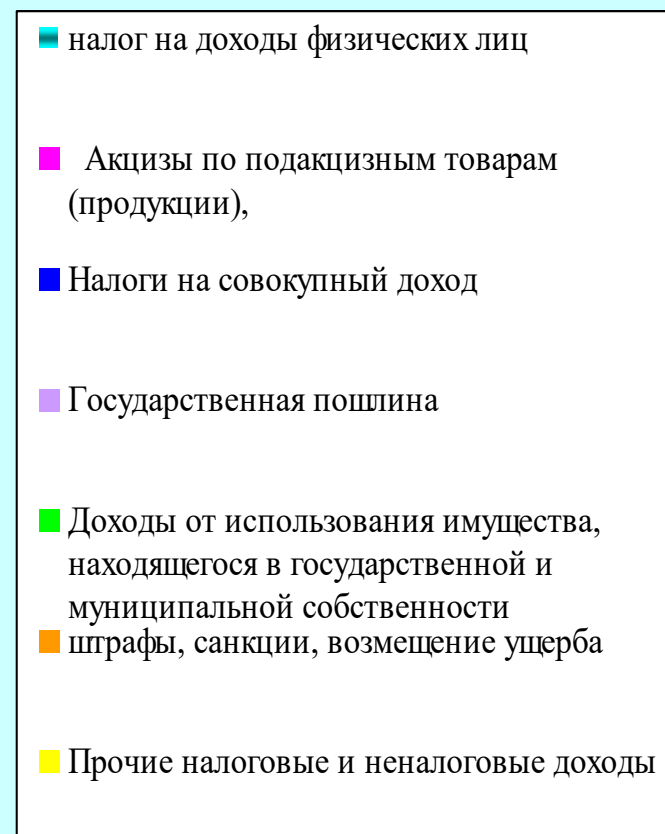 налог на доходы физических лиц
Акцизы по подакцизным товарам
(продукции),
Налоги на совокупный доход
Государственная пошлина
Доходы от использования имущества,
находящегося в государственной и
муниципальной собственности
штрафы, санкции, возмещение ущерба
Прочие налоговые и неналоговые доходы